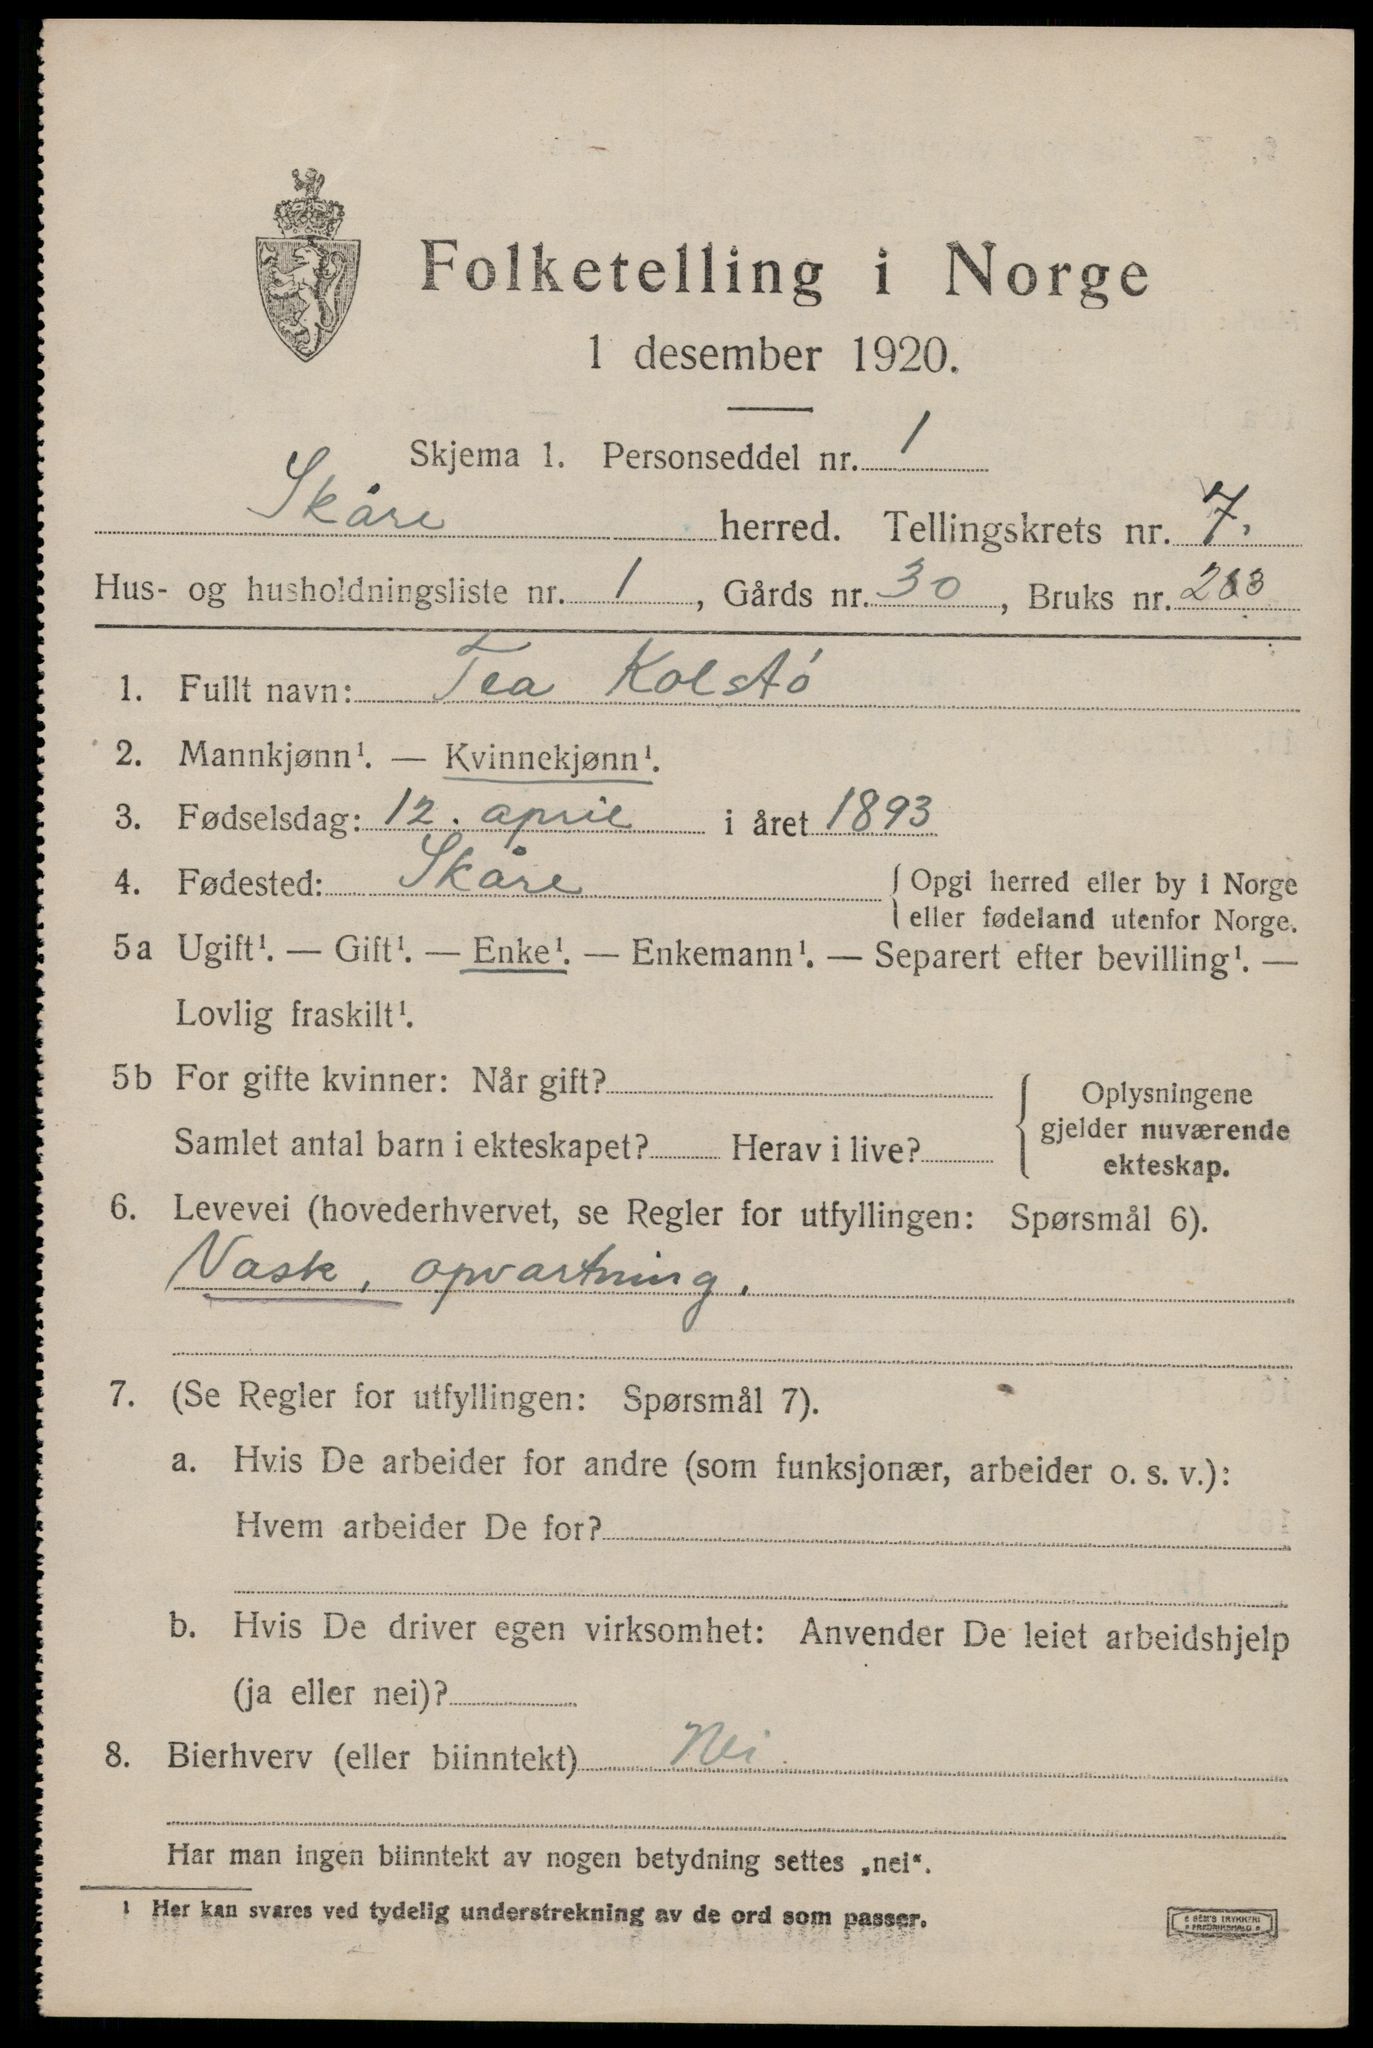 Folketelling i Norge
1 desember 1920.
Skjema 1. Personseddel nr. 1
Skåre herred. Tellingskrets nr. 7.
Hus- og husholdningsliste nr. 1, Gårds nr. 30, Bruks nr.
1. Fullt navn: Tea Kolstó
2. Mannkjønn¹. — Kvinnekjønn¹.
3. Fødselsdag: 12. april i året 1893
4. Fødested: Skåre { Opgi herred eller by i Norge
eller fødeland utenfor Norge.
5a Ugift¹. — Gift¹. — Enke¹. — Enkemann¹. — Separert efter bevilling¹. —
Lovlig fraskilt¹.
5b For gifte kvinner: Når gift? { Oplysningene
gjelder nuværende
Samlet antal barn i ekteskapet? Herav i live?
ekteskap.
6. Levevei (hovederhvervet, se Regler for utfyllingen: Spørsmål 6).
Vask, opvartning.
7. (Se Regler for utfyllingen: Spørsmål 7).
a. Hvis De arbeider for andre (som funksjonær, arbeider o. s. v.):
Hvem arbeider De for?
b. Hvis De driver egen virksomhet: Anvender De leiet arbeidshjelp
(ja eller nei)?
8. Bierhverv (eller biinntekt) Nei.
Har man ingen biinntekt av nogen betydning settes „nei“.
1 Her kan svares ved tydelig understrekning av de ord som passer.
SEM'S TRYKKERI
FREDRIKSHALD